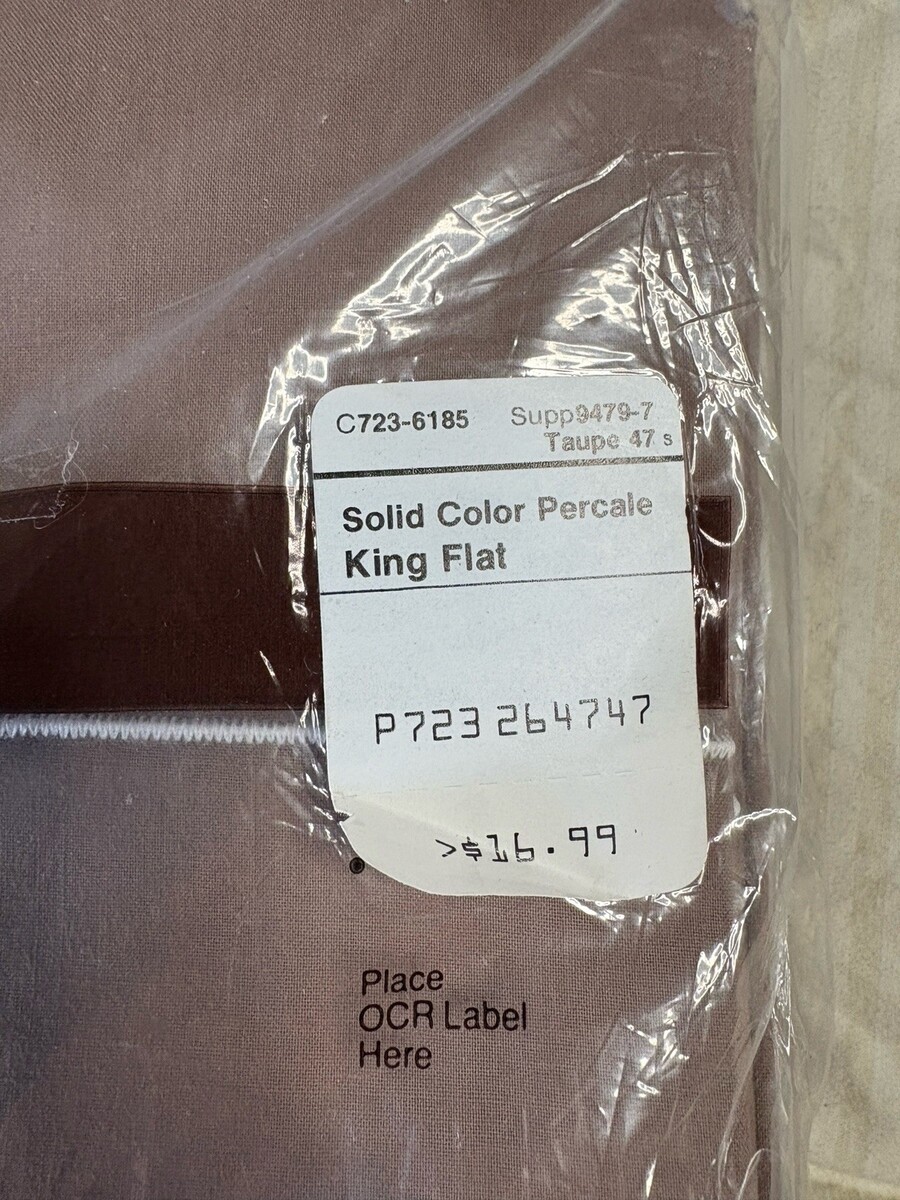 C723-6185 Supp9479-7
Taupe 47 s
Solid Color Percale
King Flat
P723 264747
>$16.99
Place
OCR Label
Here